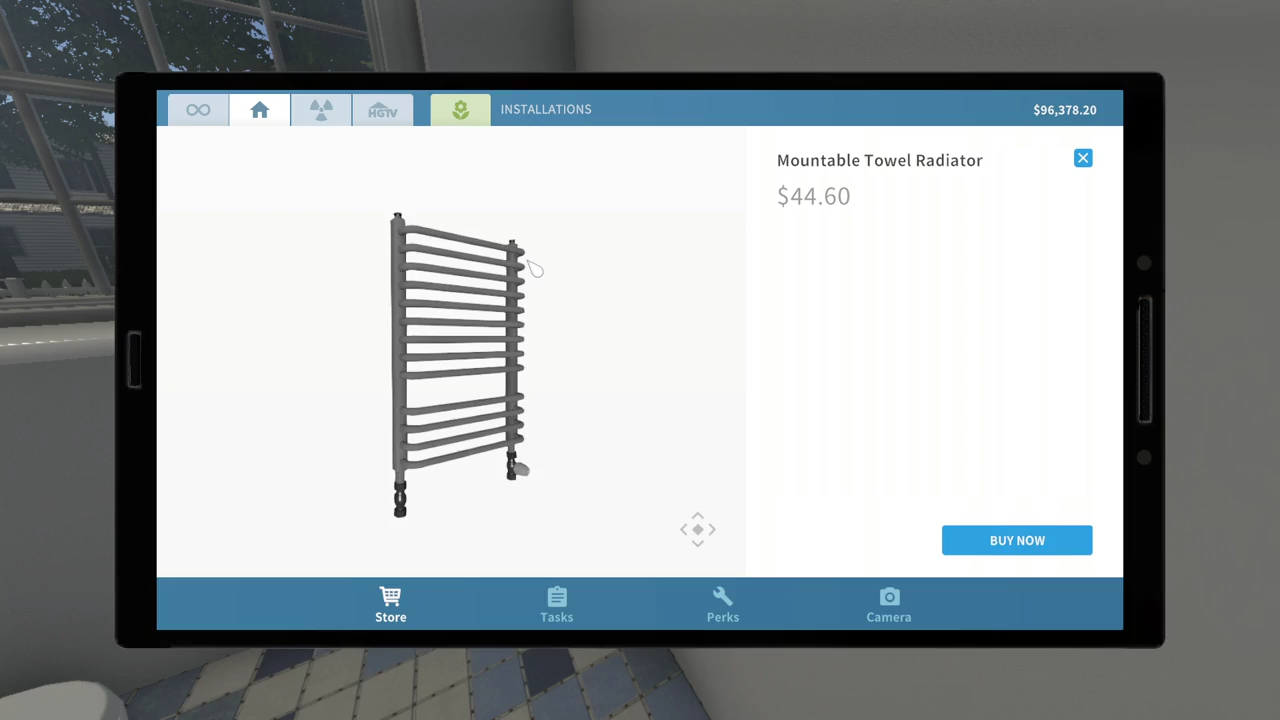 HGTV
INSTALLATIONS
$96,378.20
Mountable Towel Radiator
$44.60
BUY NOW
Store
Tasks
Perks
Camera